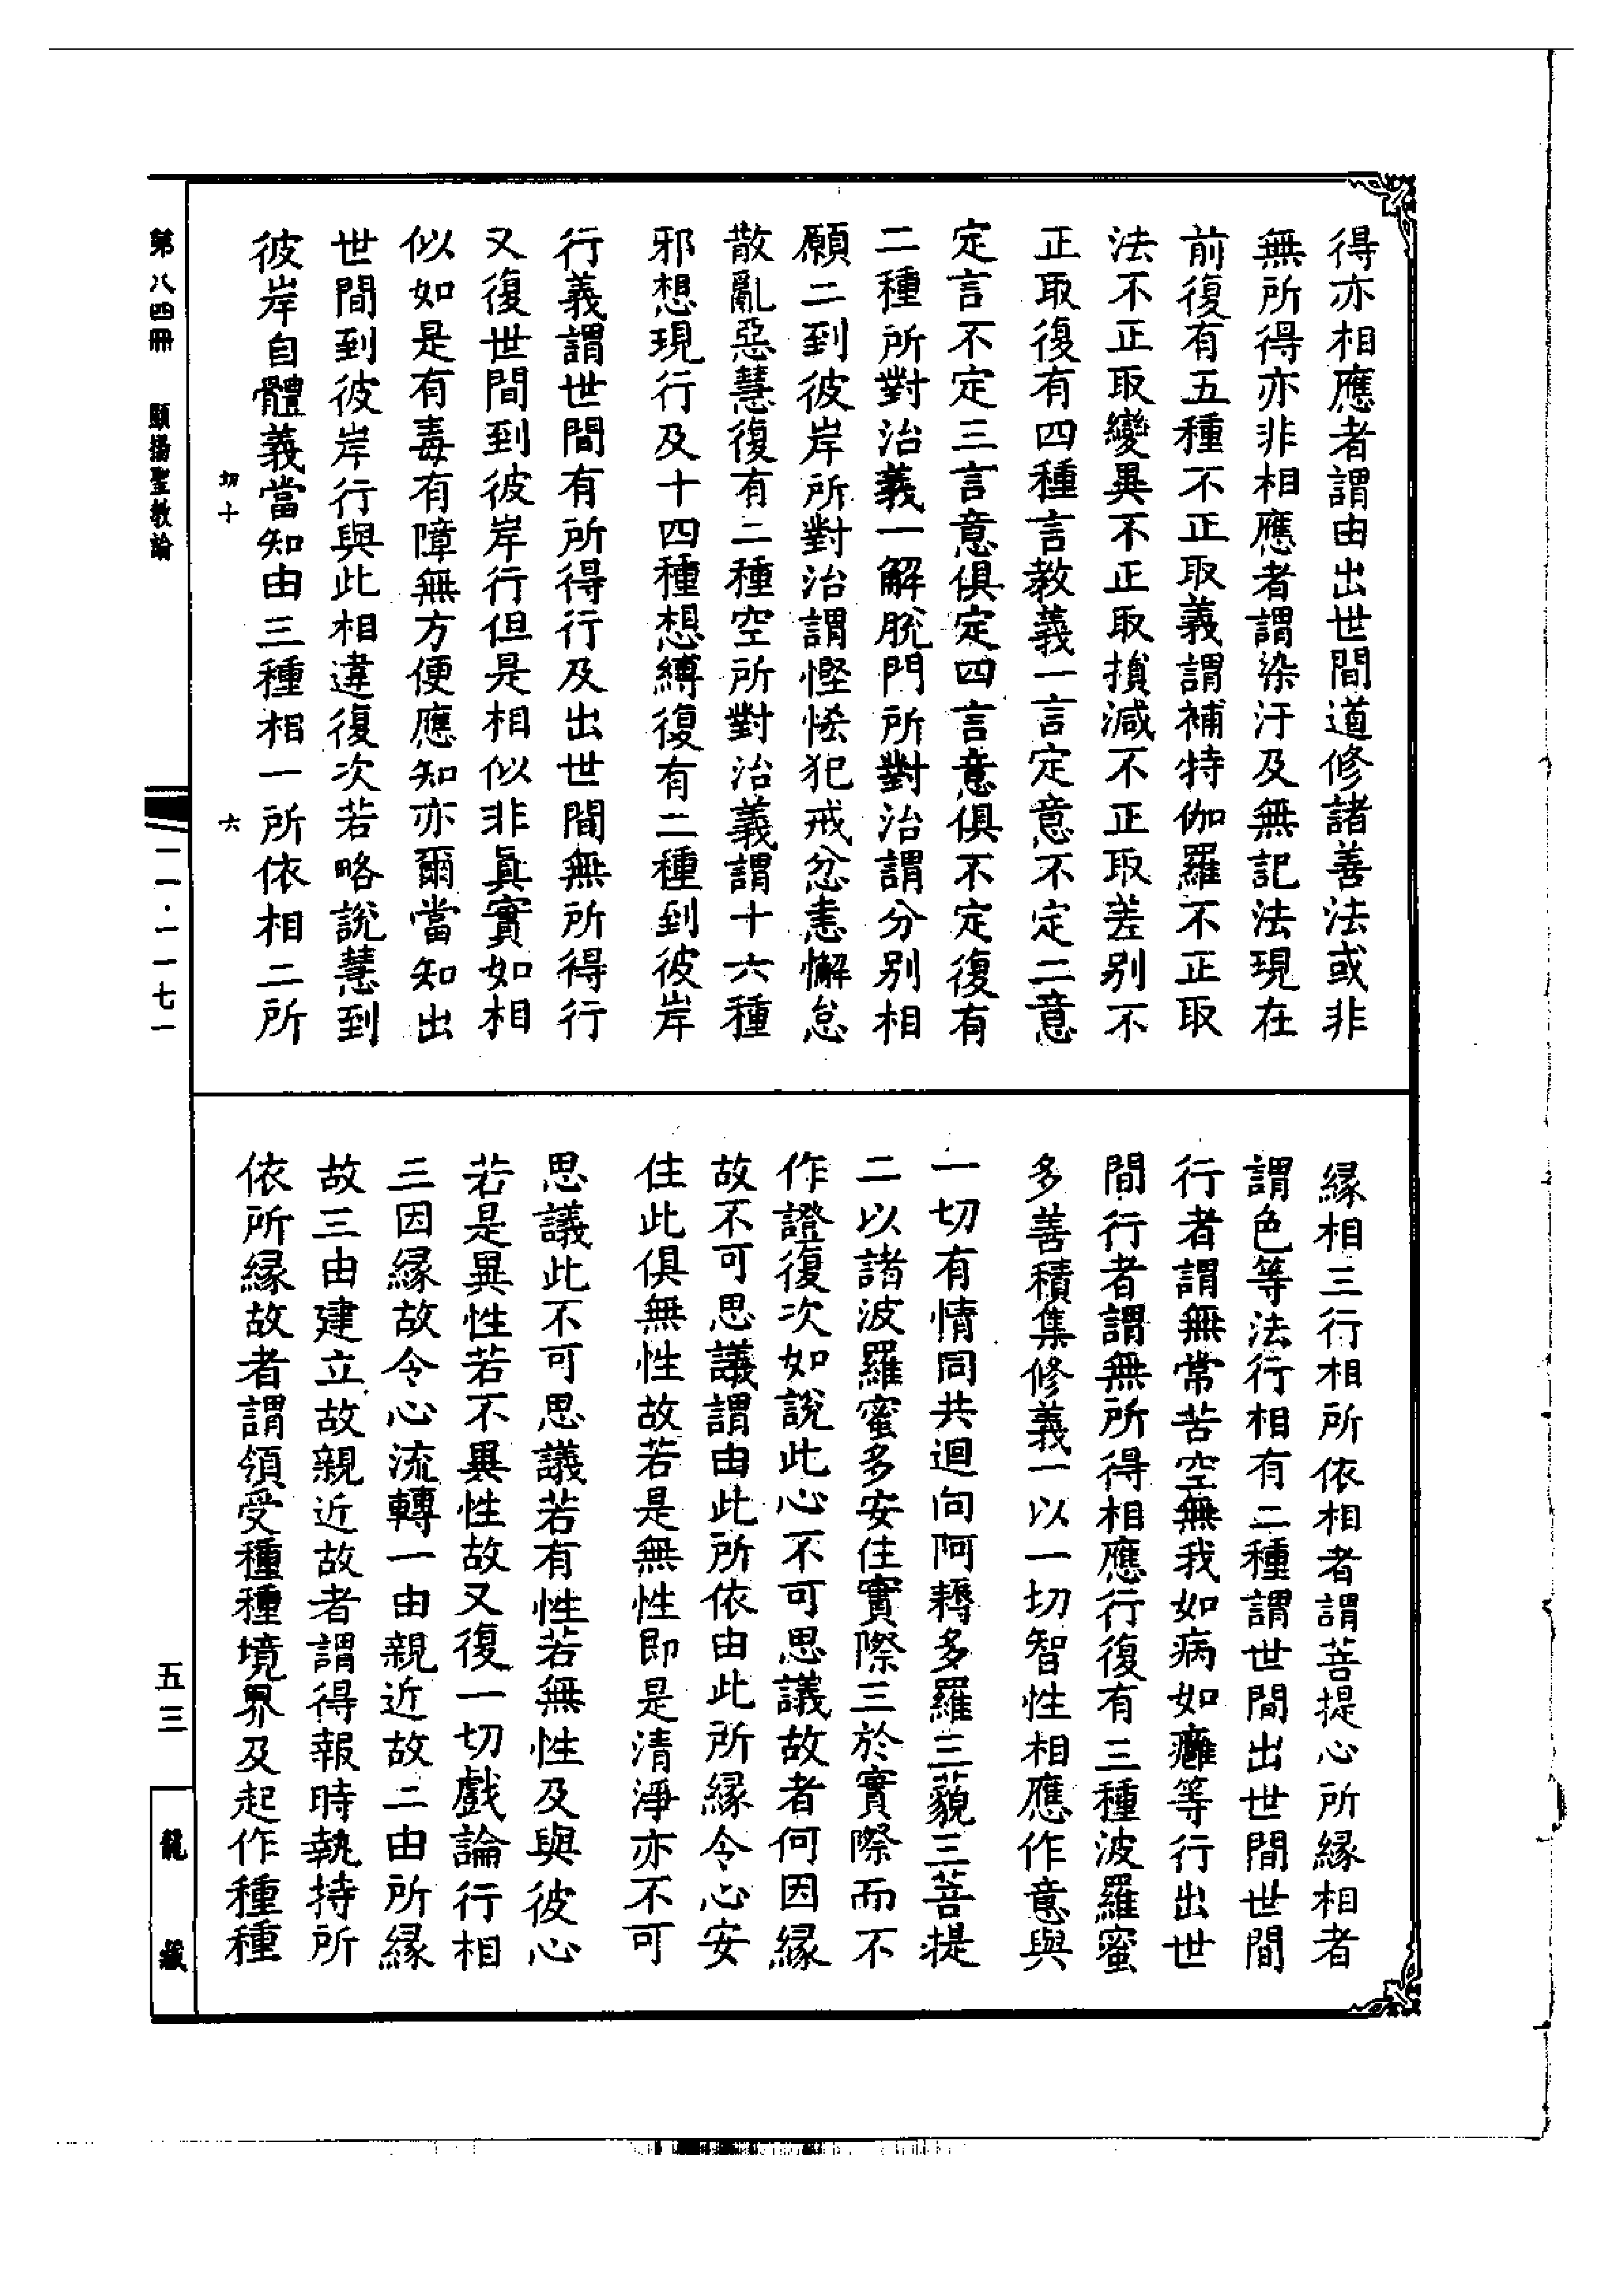 得亦相應者謂由出世間道修諸善法或非
無所得亦非相應者謂染汙及無記法現在
前復有五種不正取義謂補特伽羅不正取
法不正取變異不正取損減不正取差别不
正取復有四種言教義一言定意不定二意
定言不定三言意俱定四言意俱不定復有
二種所對治義一解脫門所對治謂分别相
願二到彼岸所對治謂慳悋犯戒忿恚懈怠
散亂惡慧復有二種空所對治義謂十六種
邪想現行及十四種想縛復有二種到彼岸
行義謂世間有所得行及出世間無所得行
又復世間到彼岸行但是相似非眞實如相
似如是有毒有障無方便應知亦爾當知出
世間到彼岸行與此相違復次若略說慧到
彼岸自體義當知由三種相一所依相二所
切十 六
緣相三行相所依相者謂菩提心所緣相者
謂色等法行相有二種謂世間出世間世間
行者謂無常苦空無我如病如癰等行出世
間行者謂無所得相應行復有三種波羅蜜
多善積集修義一以一切智性相應作意與
一切有情同共迴向阿耨多羅三藐三菩提
二以諸波羅蜜多安住實際三於實際而不
作證復次如說此心不可思議故者何因緣
故不可思議謂由此所依由此所緣令心安
住此俱無性故若是無性即是清淨亦不可
思議此不可思議若有性若無性及與彼心
若是異性若不異性故又復一切戲論行相
三因緣故令心流轉一由親近故二由所緣
故三由建立故親近故者謂得報時執持所
依所緣故者謂領受種種境界及起作種種
第八四冊 顯揚聖教論
二一·一一七一
五三
龍藏